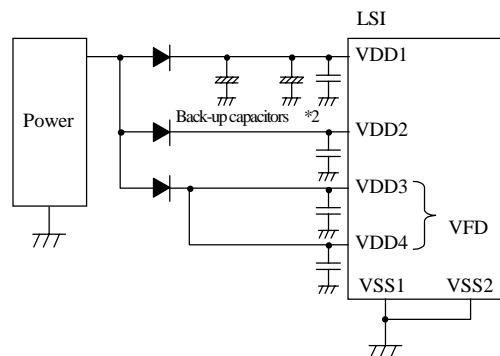 LSI
VDD1
Power
Back-up capacitors *2
VDD2
VDD3
VFD
VDD4
VSS1 VSS2